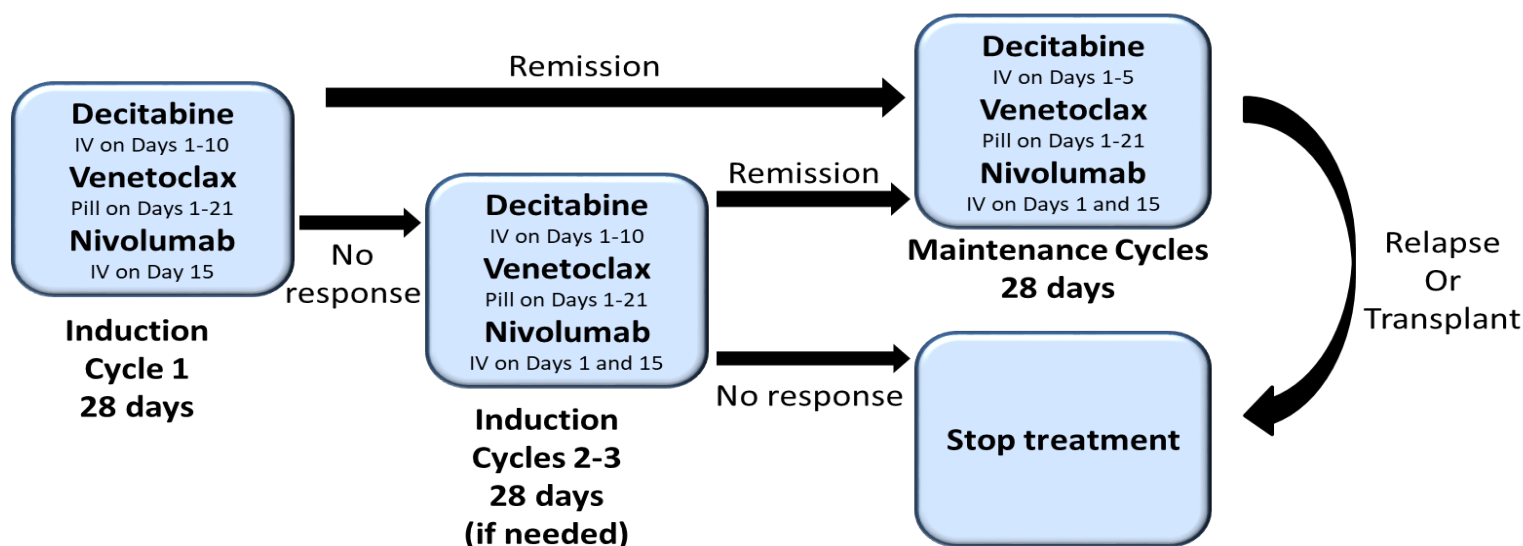 Decitabine
IV on Days 1-10
Venetoclax
Pill on Days 1-21
Nivolumab
IV on Day 15
Induction
Cycle 1
28 days
Remission
No
response
Decitabine
IV on Days 1-10
Venetoclax
Pill on Days 1-21
Nivolumab
IV on Days 1 and 15
Induction
Cycles 2-3
28 days
(if needed)
Remission
No response
Decitabine
IV on Days 1-5
Venetoclax
Pill on Days 1-21
Nivolumab
IV on Days 1 and 15
Maintenance Cycles
28 days
Relapse
Or
Transplant
Stop treatment